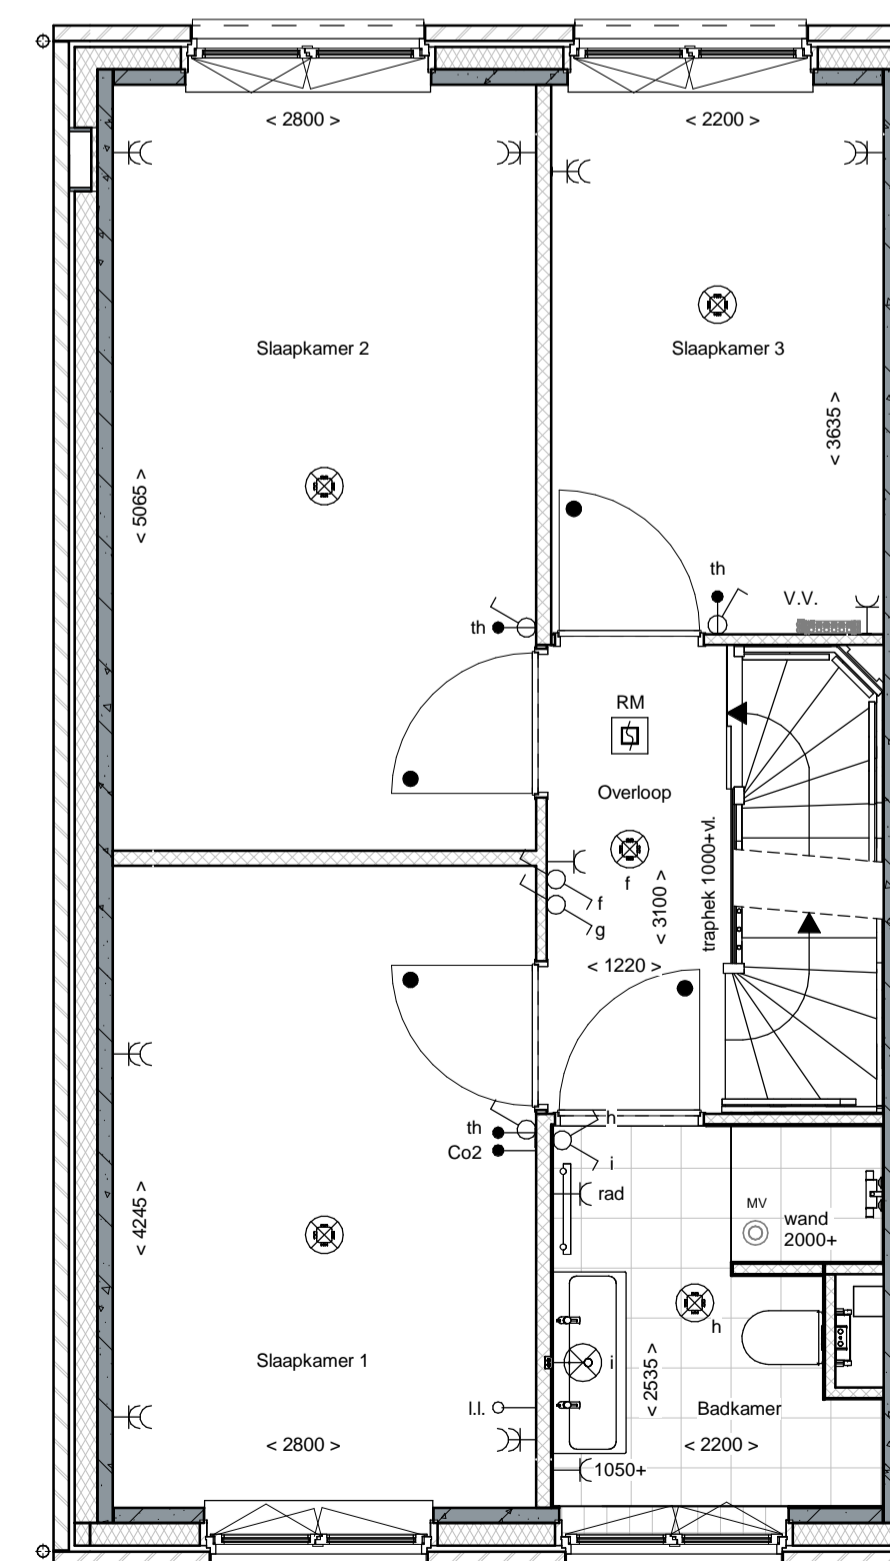 < 2800 >
< 2200 >
Slaapkamer 2
Slaapkamer 3
< 3635 >
< 5065 >
th
V.V.
th
RM
Overloop
traphek 1000+vl.
f
< 3100 >
f
g
< 1220 >
h
th
Co2
i
rad
MV
wand
2000+
< 4245 >
h
i
Slaapkamer 1
< 2535 >
l.l.
Badkamer
< 2800 >
< 2200 >
1050+